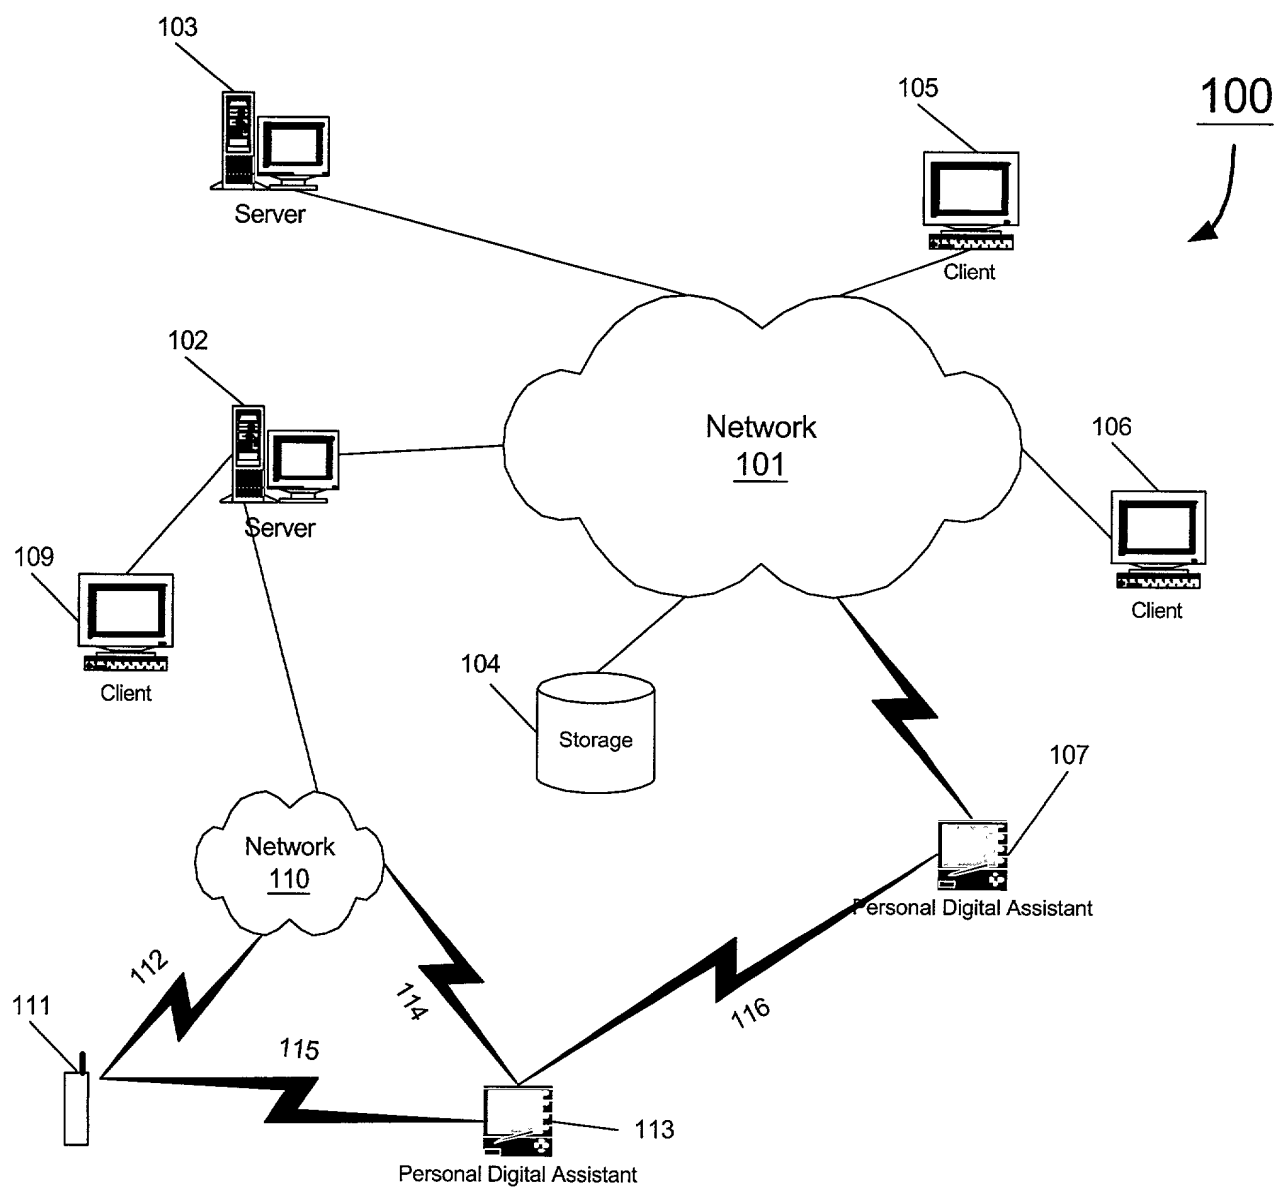 103
105
100
Server
Client
102
Network
101
106
Server
109
Client
Client
104
Storage
107
Network
110
Personal Digital Assistant
112
114
116
111
115
113
Personal Digital Assistant